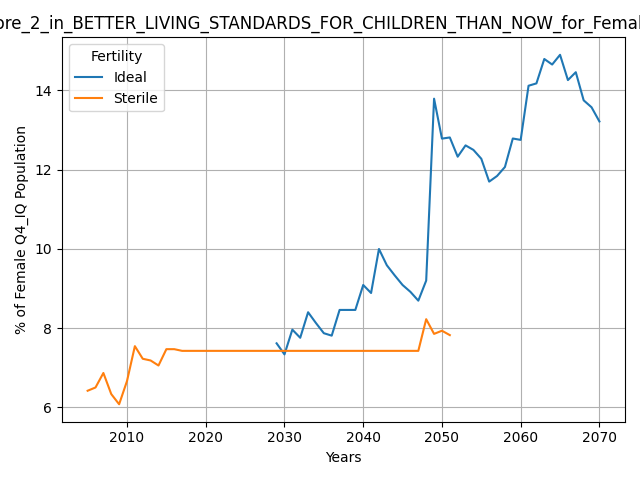 ore_2_in_BETTER_LIVING_STANDARDS_FOR_CHILDREN_THAN_NOW_for_Femal
Fertility
Ideal
Sterile
% of Female Q4_IQ Population
14
12
10
8
6
2010 2020 2030 2040 2050 2060 2070
Years